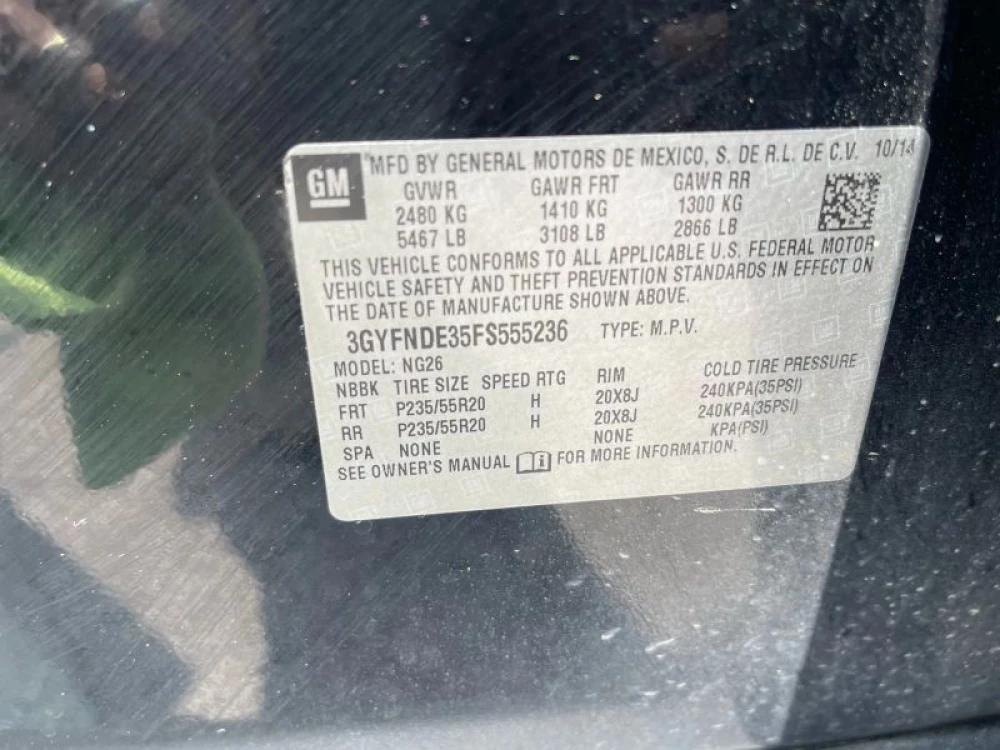 GM MFD BY GENERAL MOTORS DE MEXICO, S. DE R.L. DE C.V. 10/14
GVWR GAWR FRT GAWR RR
2480 KG 1410 KG 1300 KG
5467 LB 3108 LB 2866 LB
THIS VEHICLE CONFORMS TO ALL APPLICABLE U.S. FEDERAL MOTOR
VEHICLE SAFETY AND THEFT PREVENTION STANDARDS IN EFFECT ON
THE DATE OF MANUFACTURE SHOWN ABOVE.
3GYFNDE35FS555236 TYPE: M.P.V.
MODEL: NG26
NBBK TIRE SIZE SPEED RTG RIM COLD TIRE PRESSURE
FRT P235/55R20 H 20X8J 240KPA(35PSI)
RR P235/55R20 H 20X8J 240KPA(35PSI)
SPA NONE NONE KPA(PSI)
SEE OWNER'S MANUAL i FOR MORE INFORMATION.